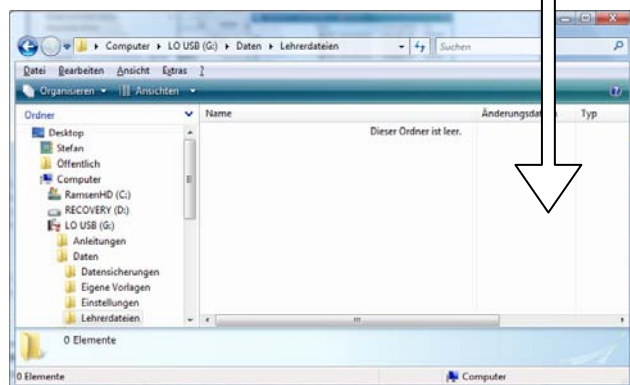 Computer ▸ LO USB (G:) ▸ Daten ▸ Lehrerdateien
Suchen
Datei Bearbeiten Ansicht Extras ?
Organisieren Ansichten
Ordner
Name Typ
Dieser Ordner ist leer.
Desktop
Stefan
Öffentlich
Computer
RamsenHD (C:)
RECOVERY (D:)
LO USB (G:)
Anleitungen
Daten
Datensicherungen
Eigene Vorlagen
Einstellungen
Lehrerdateien
0 Elemente
0 Elemente Computer